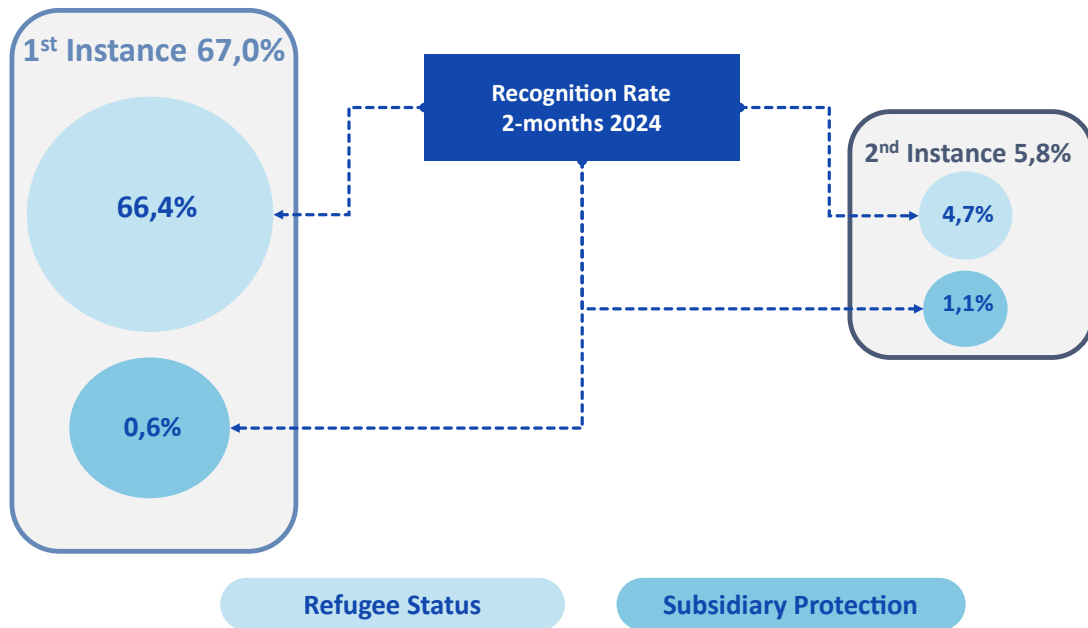 1st Instance 67,0%
Recognition Rate
2-months 2024
2nd Instance 5,8%
66,4%
4,7%
1,1%
0,6%
Refugee Status
Subsidiary Protection